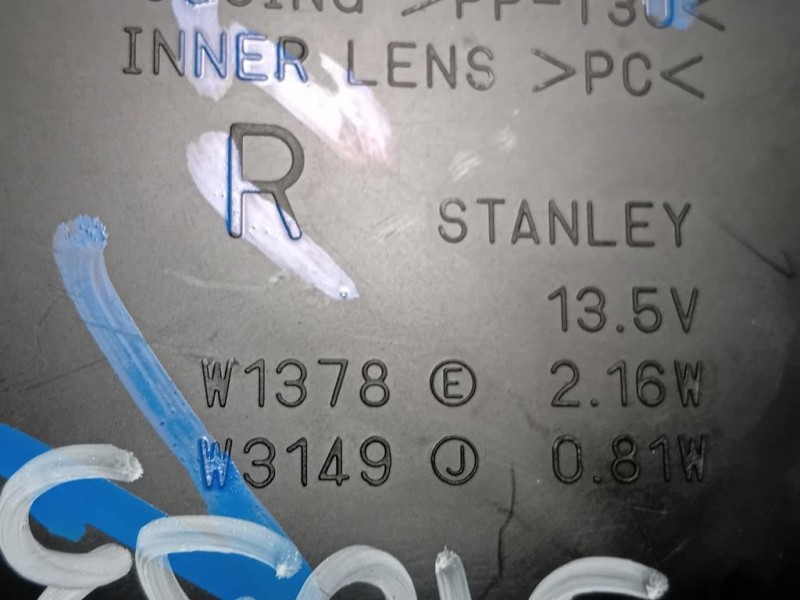 INNER LENS >PC<
R
STANLEY
13.5V
W1378 Ⓔ 2.16W
W3149 Ⓙ 0.81W